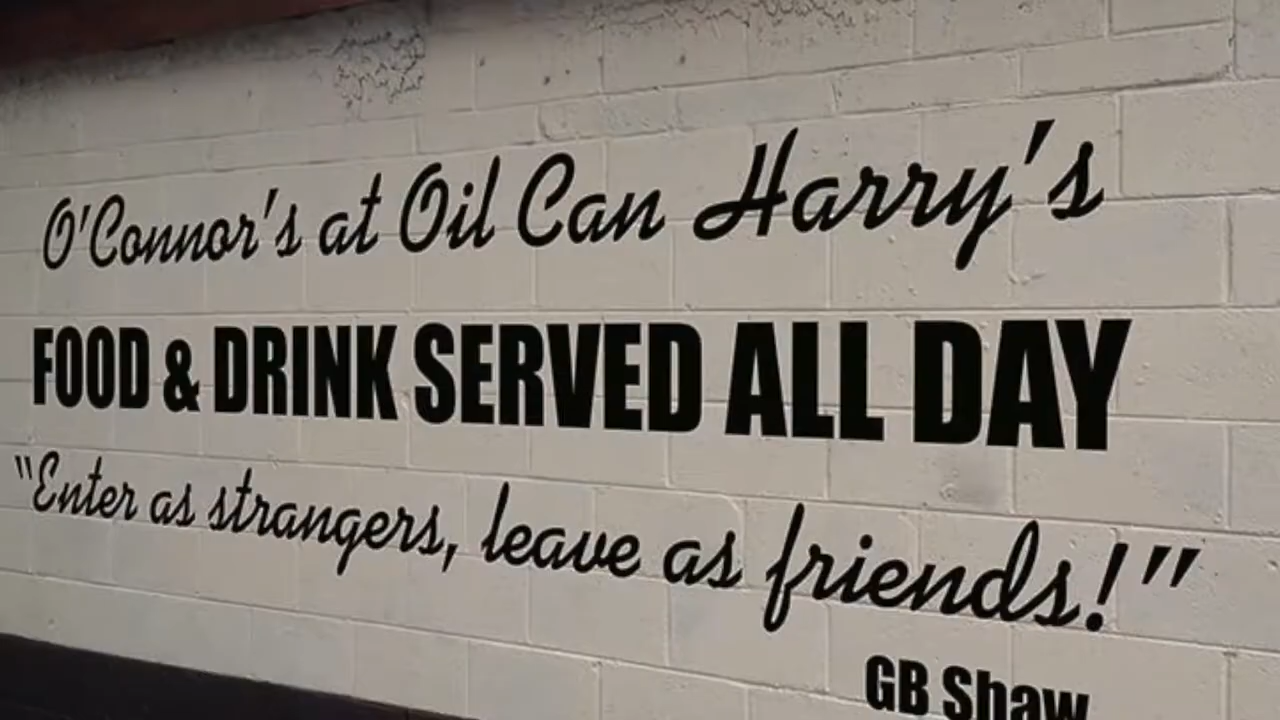 O'Connor's at Oil Can Harry's
FOOD & DRINK SERVED ALL DAY
"Enter as strangers, leave as friends!"
GB Shaw